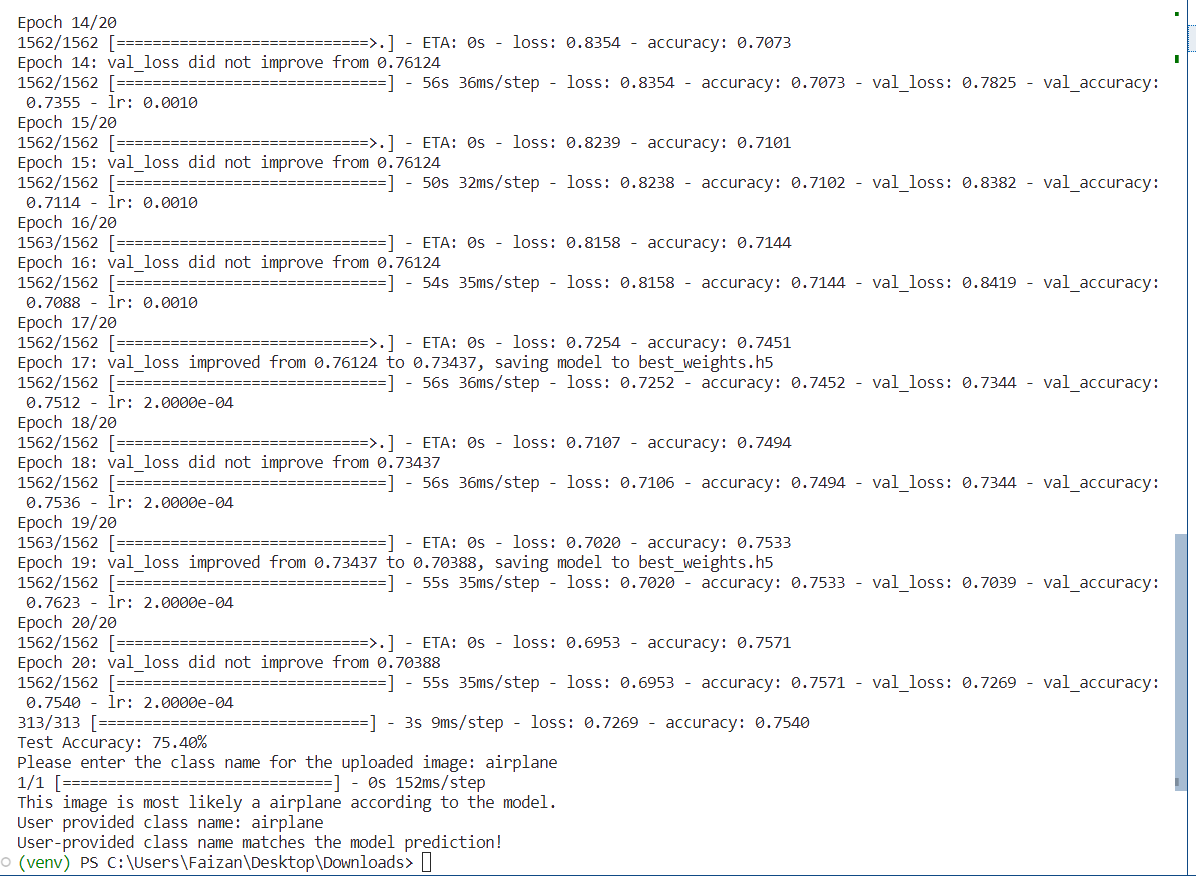 Epoch 14/20
1562/1562 [============================>.] - ETA: 0s - loss: 0.8354 - accuracy: 0.7073
Epoch 14: val_loss did not improve from 0.76124
1562/1562 [==============================] - 56s 36ms/step - loss: 0.8354 - accuracy: 0.7073 - val_loss: 0.7825 - val_accuracy:
 0.7355 - lr: 0.0010
Epoch 15/20
1562/1562 [============================>.] - ETA: 0s - loss: 0.8239 - accuracy: 0.7101
Epoch 15: val_loss did not improve from 0.76124
1562/1562 [==============================] - 50s 32ms/step - loss: 0.8238 - accuracy: 0.7102 - val_loss: 0.8382 - val_accuracy:
 0.7114 - lr: 0.0010
Epoch 16/20
1563/1562 [==============================] - ETA: 0s - loss: 0.8158 - accuracy: 0.7144
Epoch 16: val_loss did not improve from 0.76124
1562/1562 [==============================] - 54s 35ms/step - loss: 0.8158 - accuracy: 0.7144 - val_loss: 0.8419 - val_accuracy:
 0.7088 - lr: 0.0010
Epoch 17/20
1562/1562 [============================>.] - ETA: 0s - loss: 0.7254 - accuracy: 0.7451
Epoch 17: val_loss improved from 0.76124 to 0.73437, saving model to best_weights.h5
1562/1562 [==============================] - 56s 36ms/step - loss: 0.7252 - accuracy: 0.7452 - val_loss: 0.7344 - val_accuracy:
 0.7512 - lr: 2.0000e-04
Epoch 18/20
1562/1562 [============================>.] - ETA: 0s - loss: 0.7107 - accuracy: 0.7494
Epoch 18: val_loss did not improve from 0.73437
1562/1562 [==============================] - 56s 36ms/step - loss: 0.7106 - accuracy: 0.7494 - val_loss: 0.7344 - val_accuracy:
 0.7536 - lr: 2.0000e-04
Epoch 19/20
1563/1562 [==============================] - ETA: 0s - loss: 0.7020 - accuracy: 0.7533
Epoch 19: val_loss improved from 0.73437 to 0.70388, saving model to best_weights.h5
1562/1562 [==============================] - 55s 35ms/step - loss: 0.7020 - accuracy: 0.7533 - val_loss: 0.7039 - val_accuracy:
 0.7623 - lr: 2.0000e-04
Epoch 20/20
1562/1562 [============================>.] - ETA: 0s - loss: 0.6953 - accuracy: 0.7571
Epoch 20: val_loss did not improve from 0.70388
1562/1562 [==============================] - 55s 35ms/step - loss: 0.6953 - accuracy: 0.7571 - val_loss: 0.7269 - val_accuracy:
 0.7540 - lr: 2.0000e-04
313/313 [==============================] - 3s 9ms/step - loss: 0.7269 - accuracy: 0.7540
Test Accuracy: 75.40%
Please enter the class name for the uploaded image: airplane
1/1 [==============================] - 0s 152ms/step
This image is most likely a airplane according to the model.
User provided class name: airplane
User-provided class name matches the model prediction!
(venv) PS C:\Users\Faizan\Desktop\Downloads>